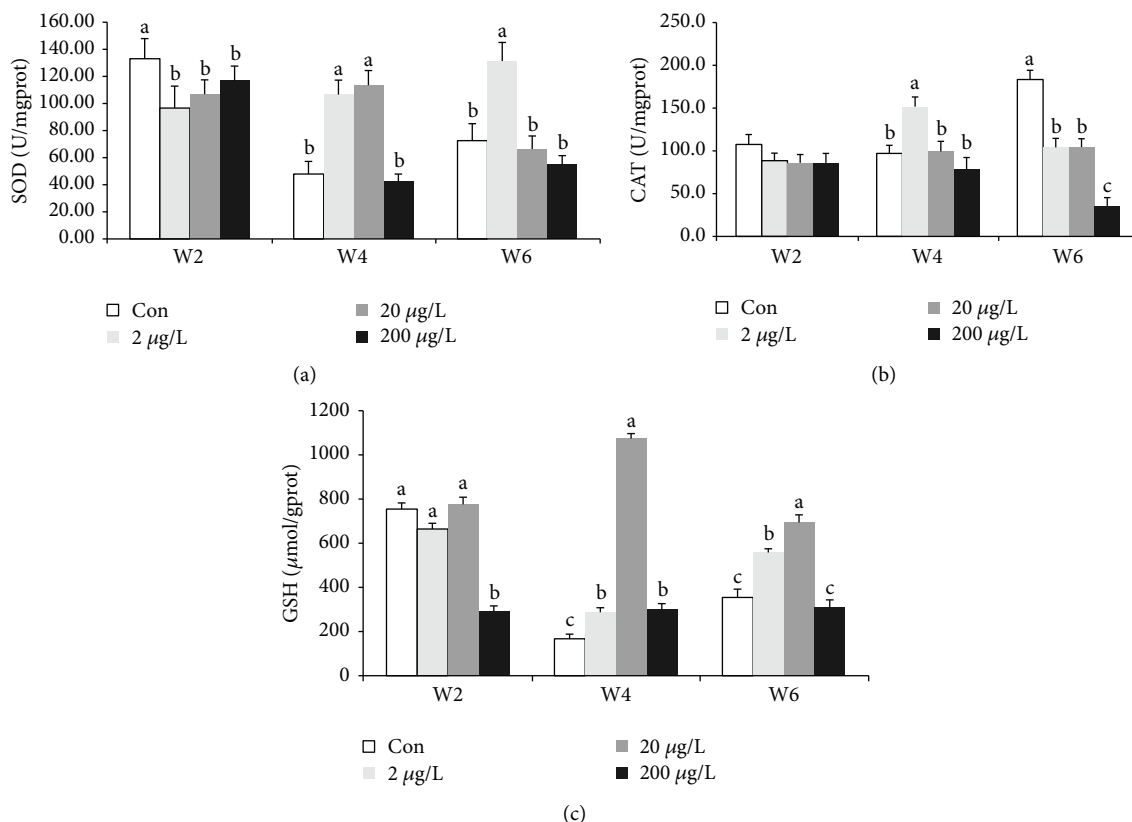 SOD (U/mgprot)
160.00
140.00
120.00
100.00
80.00
60.00
40.00
20.00
0.00
a
b
b
b
b
a
a
b
b
a
b
b
W2
W4
W6
Con
2 µg/L
20 µg/L
200 µg/L
(a)
CAT (U/mgprot)
250.0
200.0
150.0
100.0
50.0
0.0
b
a
b
b
a
b
b
c
W2
W4
W6
Con
2 µg/L
20 µg/L
200 µg/L
(b)
GSH (µmol/gprot)
1200
1000
800
600
400
200
0
a
a
a
b
c
b
a
b
c
b
a
c
W2
W4
W6
Con
2 µg/L
20 µg/L
200 µg/L
(c)